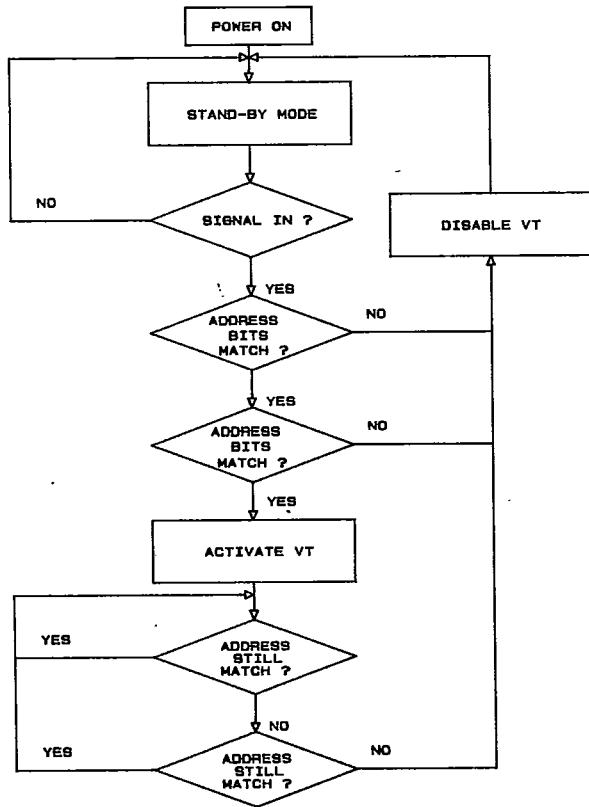 POWER ON
STAND-BY MODE
NO
SIGNAL IN ?
DISABLE VT
YES
ADDRESS
BITS
MATCH ?
NO
YES
ADDRESS
BITS
MATCH ?
NO
YES
ACTIVATE VT
YES
ADDRESS
STILL
MATCH ?
NO
YES
ADDRESS
STILL
MATCH ?
NO